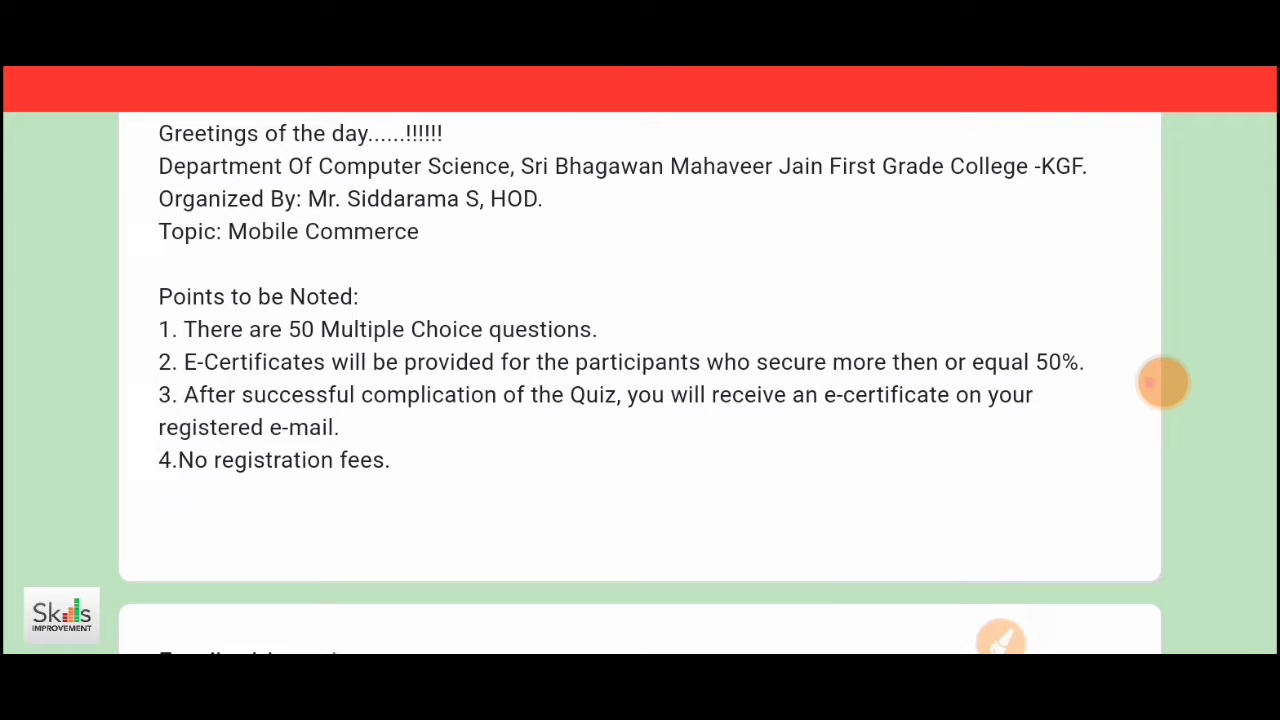 Greetings of the day......!!!!!!
Department Of Computer Science, Sri Bhagawan Mahaveer Jain First Grade College -KGF.
Organized By: Mr. Siddarama S, HOD.
Topic: Mobile Commerce
Points to be Noted:
1. There are 50 Multiple Choice questions.
2. E-Certificates will be provided for the participants who secure more then or equal 50%.
3. After successful complication of the Quiz, you will receive an e-certificate on your
registered e-mail.
4.No registration fees.
Skills
IMPROVEMENT